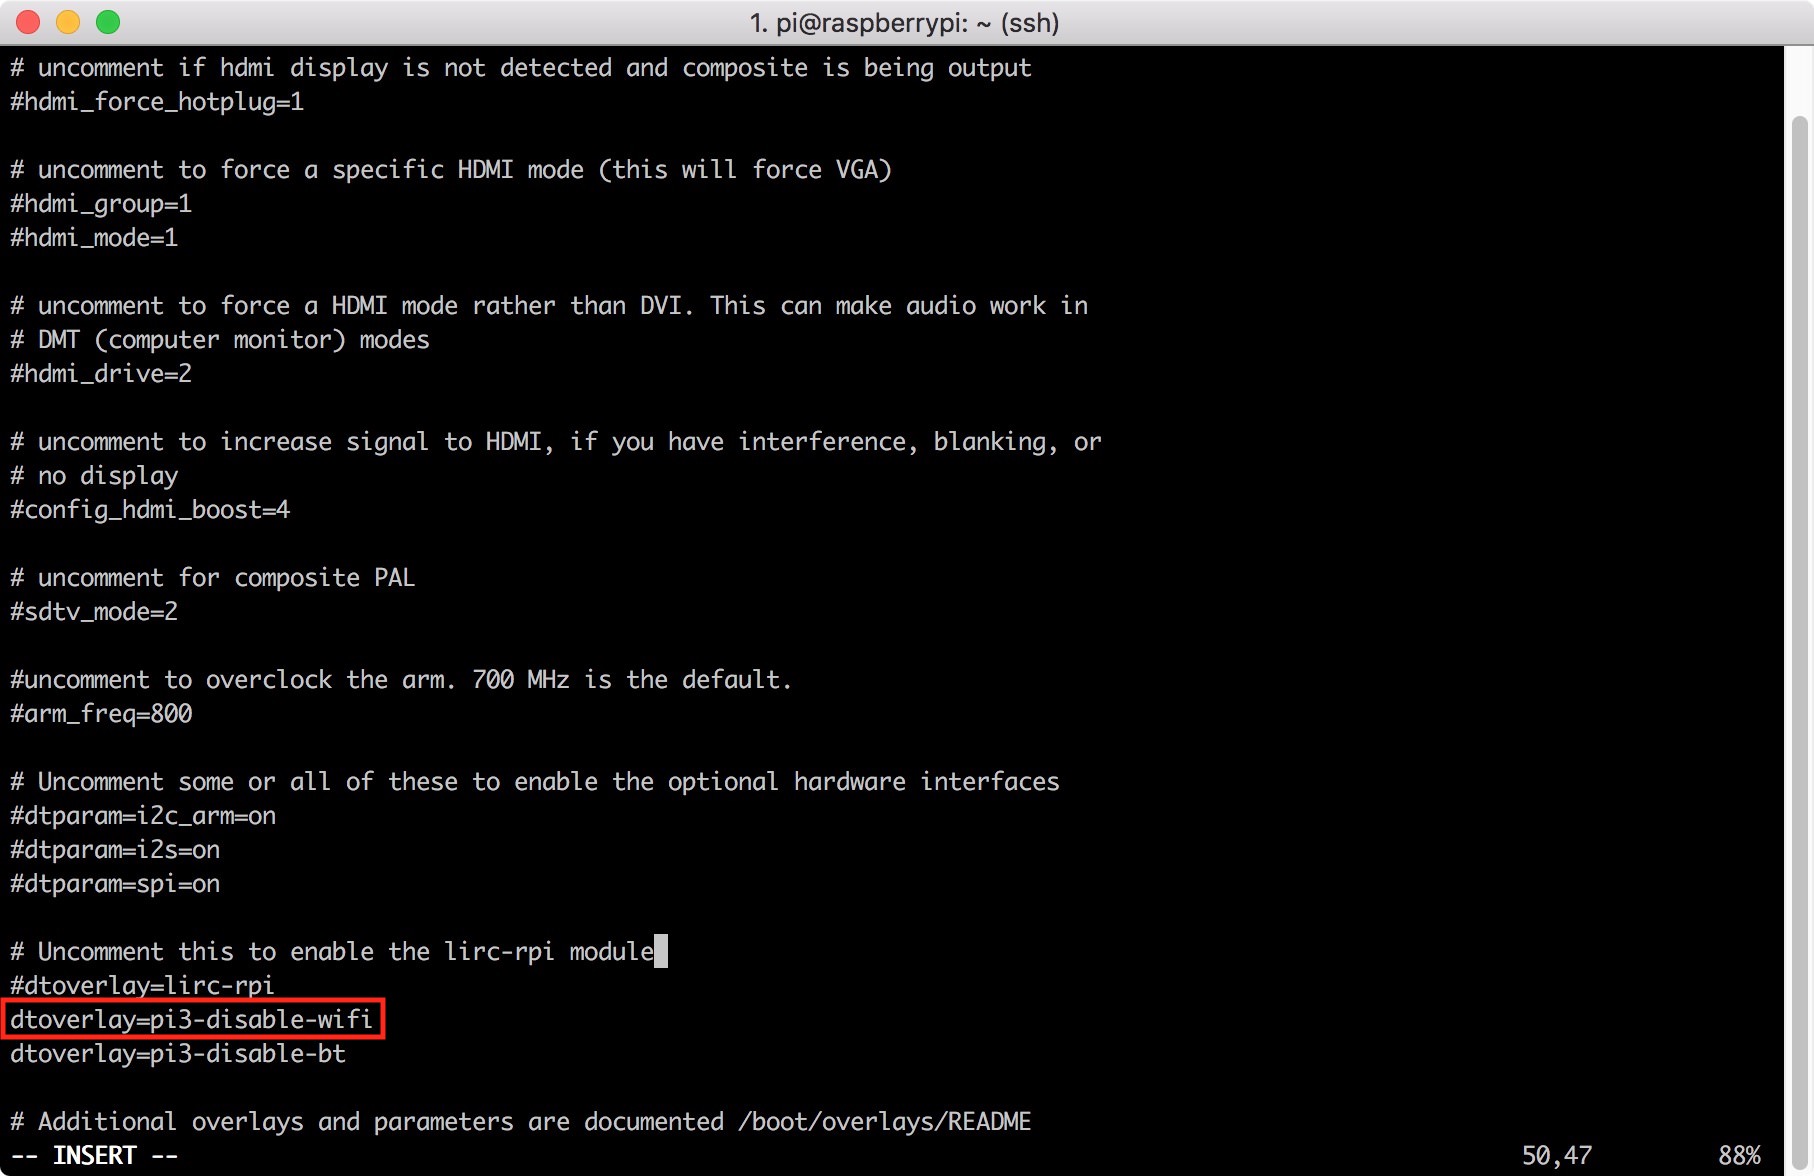 1. pi@raspberrypi: ~ (ssh)
# uncomment if hdmi display is not detected and composite is being output
#hdmi_force_hotplug=1
# uncomment to force a specific HDMI mode (this will force VGA)
#hdmi_group=1
#hdmi_mode=1
# uncomment to force a HDMI mode rather than DVI. This can make audio work in
# DMT (computer monitor) modes
#hdmi_drive=2
# uncomment to increase signal to HDMI, if you have interference, blanking, or
# no display
#config_hdmi_boost=4
# uncomment for composite PAL
#sdtv_mode=2
#uncomment to overclock the arm. 700 MHz is the default.
#arm_freq=800
# Uncomment some or all of these to enable the optional hardware interfaces
#dtparam=i2c_arm=on
#dtparam=i2s=on
#dtparam=spi=on
# Uncomment this to enable the lirc-rpi module
#dtoverlay=lirc-rpi
dtoverlay=pi3-disable-wifi
dtoverlay=pi3-disable-bt
# Additional overlays and parameters are documented /boot/overlays/README
-- INSERT -- 50,47 88%